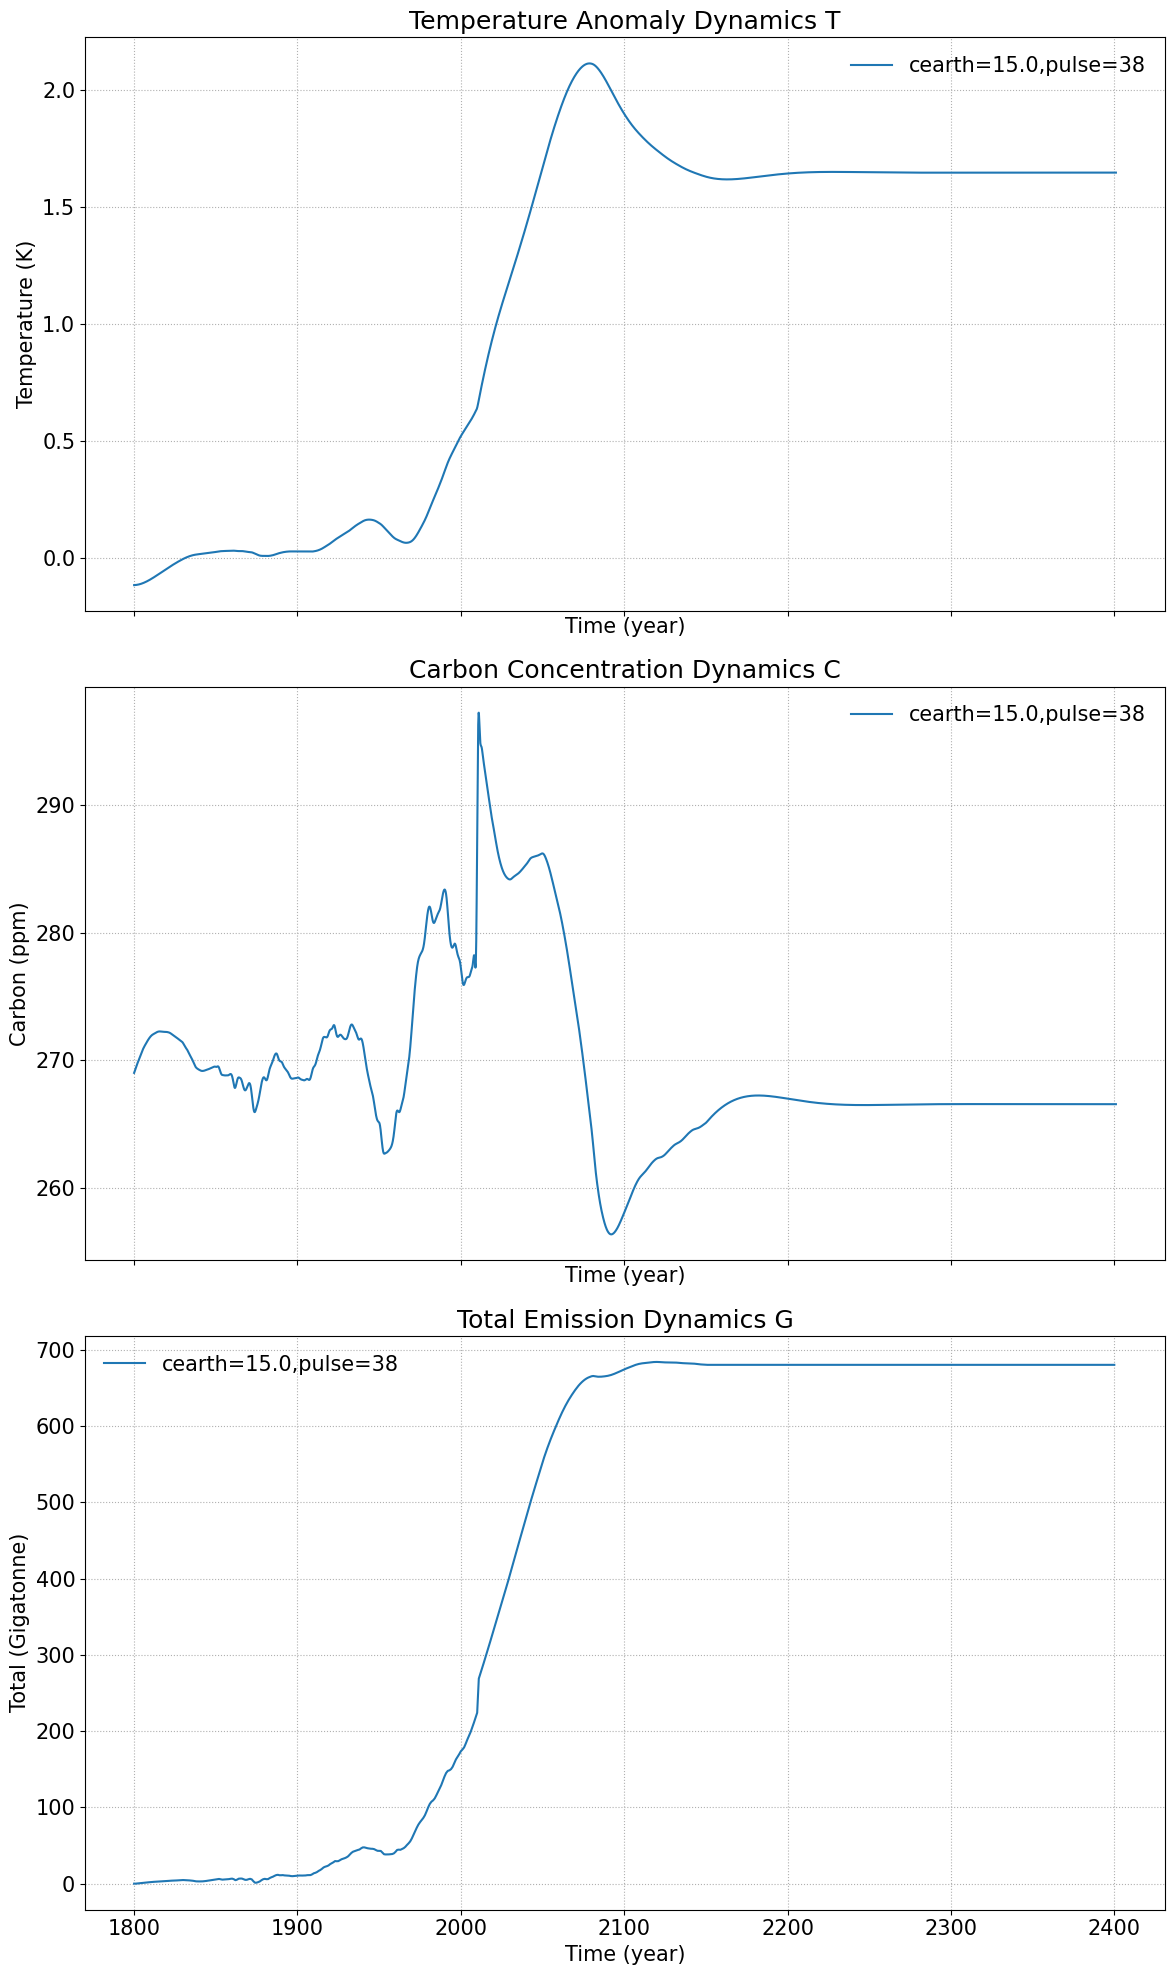 Temperature Anomaly Dynamics T
cearth=15.0,pulse=38
2.0
1.5
1.0
0.5
0.0
Temperature (K)
Time (year)
Carbon Concentration Dynamics C
cearth=15.0,pulse=38
290
280
270
260
Carbon (ppm)
Time (year)
Total Emission Dynamics G
cearth=15.0,pulse=38
700
600
500
400
300
200
100
0
Total (Gigatonne)
1800 1900 2000 2100 2200 2300 2400
Time (year)